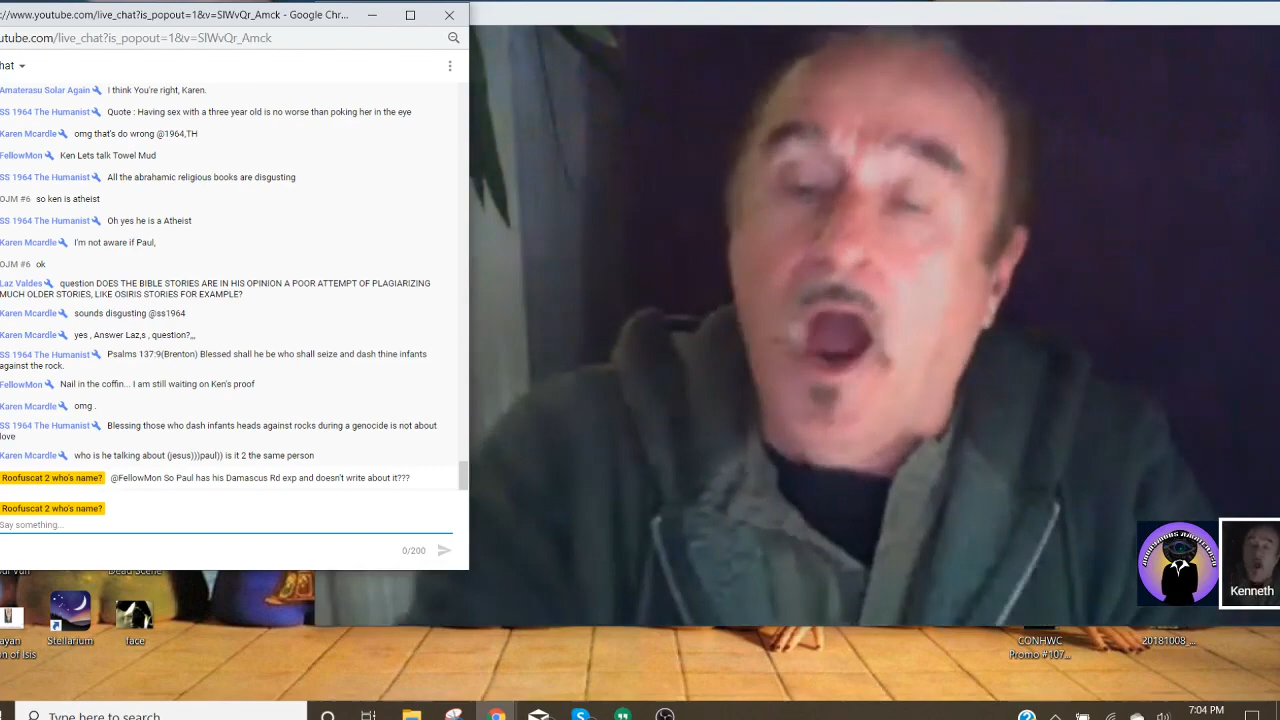 ://www.youtube.com/live_chat?is_popout=1&v=SlWvQr_Amck - Google Chr...
utube.com/live_chat?is_popout=1&v=SlWvQr_Amck
hat
Amaterasu Solar Again I think You're right, Karen.
SS 1964 The Humanist Quote : Having sex with a three year old is no worse than poking her in the eye
Karen Mcardle omg that's do wrong @1964,TH
FellowMon Ken Lets talk Towel Mud
SS 1964 The Humanist All the abrahamic religious books are disgusting
OJM #6 so ken is atheist
SS 1964 The Humanist Oh yes he is a Atheist
Karen Mcardle I'm not aware if Paul,
OJM #6 ok
Laz Valdes question DOES THE BIBLE STORIES ARE IN HIS OPINION A POOR ATTEMPT OF PLAGIARIZING
MUCH OLDER STORIES, LIKE OSIRIS STORIES FOR EXAMPLE?
Karen Mcardle sounds disgusting @ss1964
Karen Mcardle yes , Answer Laz,s , question?,,,
SS 1964 The Humanist Psalms 137:9(Brenton) Blessed shall he be who shall seize and dash thine infants
against the rock.
FellowMon Nail in the coffin... I am still waiting on Ken's proof
Karen Mcardle omg .
SS 1964 The Humanist Blessing those who dash infants heads against rocks during a genocide is not about
love
Karen Mcardle who is he talking about (jesus)))paul)) is it 2 the same person
Roofuscat 2 who's name? @FellowMon So Paul has his Damascus Rd exp and doesn't write about it???
Roofuscat 2 who's name?
Say something...
0/200
Kenneth
Dead Scene
ayan
on of Isis
Stellarium
face
CONHWC
Promo #107...
20181008_...
Type here to search
7:04 PM